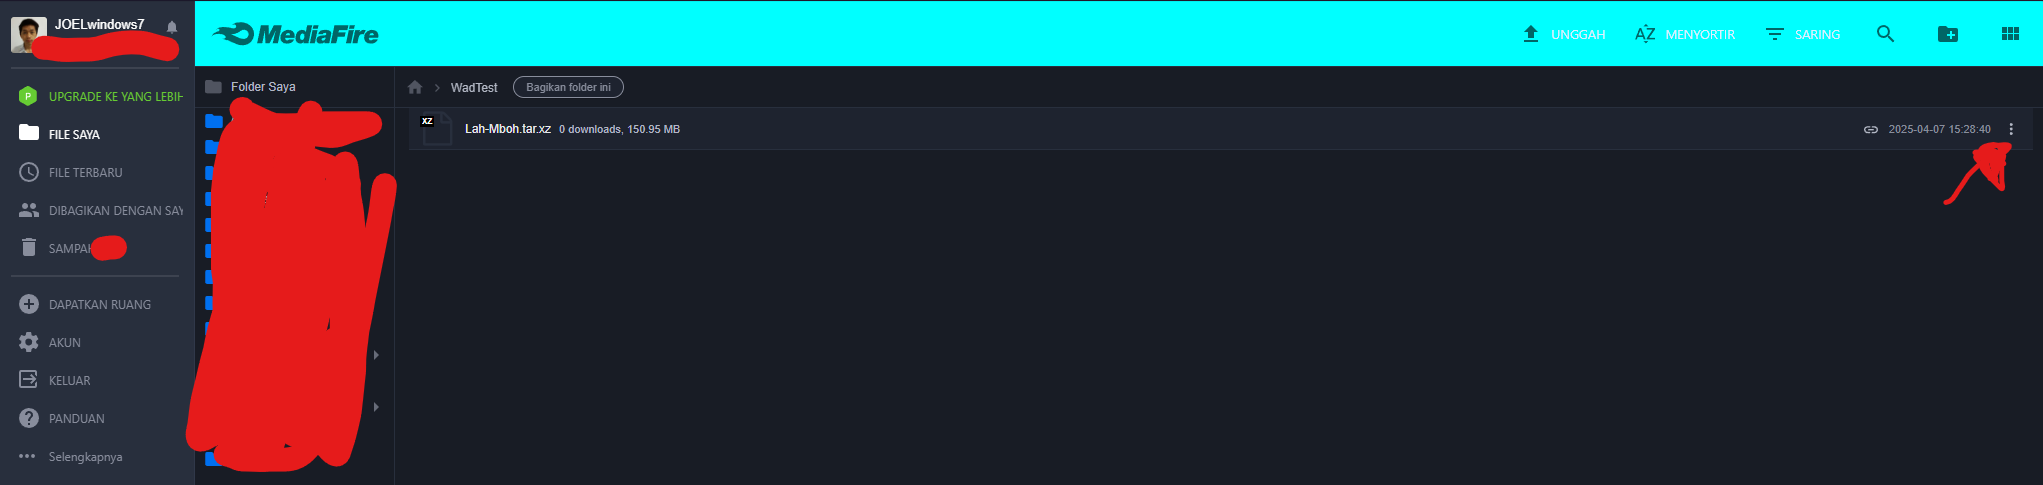 JOELwindows7
MediaFire
UNGGAH
AZ MENYORTIR
SARING
P UPGRADE KE YANG LEBIH
FILE SAYA
FILE TERBARU
DIBAGIKAN DENGAN SAY
SAMPAH
DAPATKAN RUANG
AKUN
KELUAR
PANDUAN
Selengkapnya
Folder Saya
WadTest Bagikan folder ini
XZ Lah-Mboh.tar.xz 0 downloads, 150.95 MB 2025-04-07 15:28:40